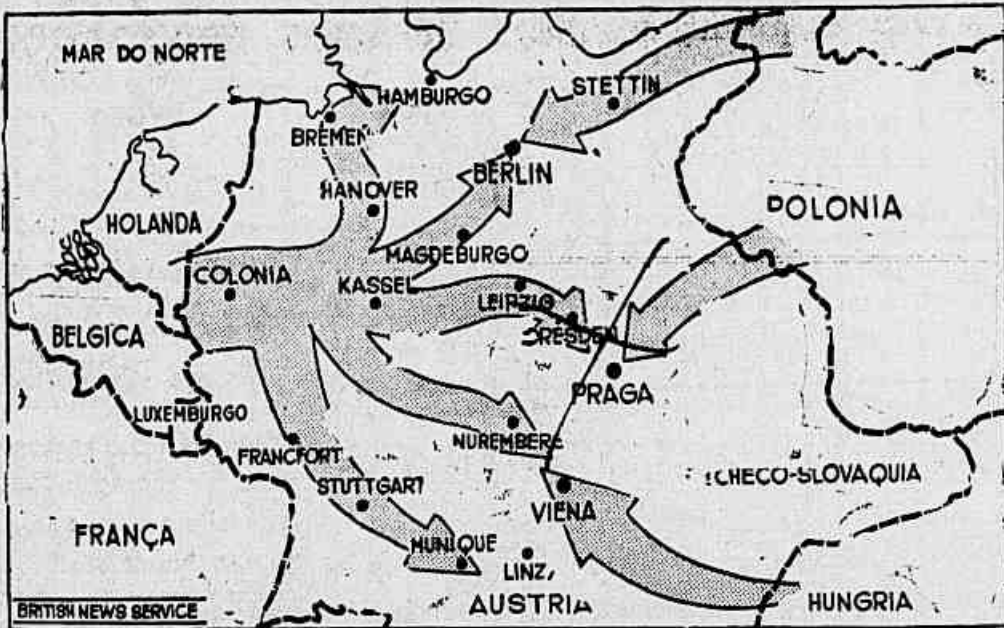 MAR DO NORTE
HAMBURGO
STETTIN
BREMEN
BERLIN
HANOVER
POLONIA
HOLANDA
MAGDEBURGO
COLONIA
KASSEL
LEIPZIG
DRESDEN
BELGICA
PRAGA
LUXEMBURGO
NUREMBERG
FRANCFORT
TCHECO-SLOVAQUIA
STUTTGART
VIENA
FRANÇA
MUNIQUE
LINZ
AUSTRIA
HUNGRIA
BRITISH NEWS SERVICE